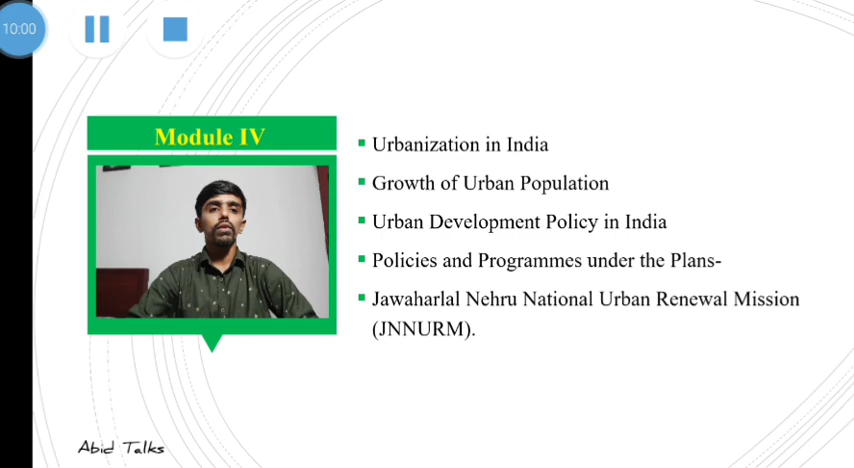 10:00
Module IV
Urbanization in India
Growth of Urban Population
Urban Development Policy in India
Policies and Programmes under the Plans-
Jawaharlal Nehru National Urban Renewal Mission
(JNNURM).
Abid Talks